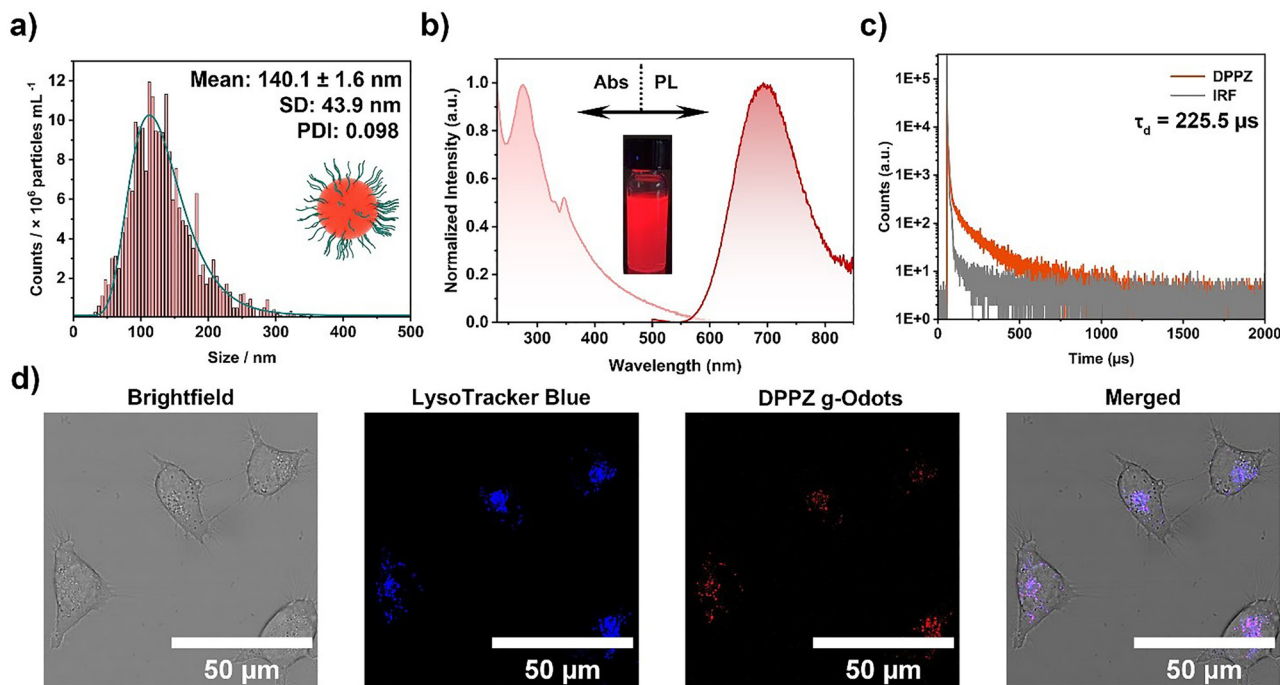 a)
Mean: 140.1 ± 1.6 nm
SD: 43.9 nm
PDI: 0.098
Counts / × 10⁶ particles mL⁻¹
12
10
8
6
4
2
0 100 200 300 400 500
Size / nm
b)
Abs PL
Normalized Intensity (a.u.)
1.0
0.8
0.6
0.4
0.2
0.0
300 400 500 600 700 800
Wavelength (nm)
c)
DPPZ
IRF
τd = 225.5 µs
Counts (a.u.)
1E+5
1E+4
1E+3
1E+2
1E+1
1E+0
0 500 1000 1500 2000
Time (µs)
d)
Brightfield
LysoTracker Blue
DPPZ g-Odots
Merged
50 µm
50 µm
50 µm
50 µm